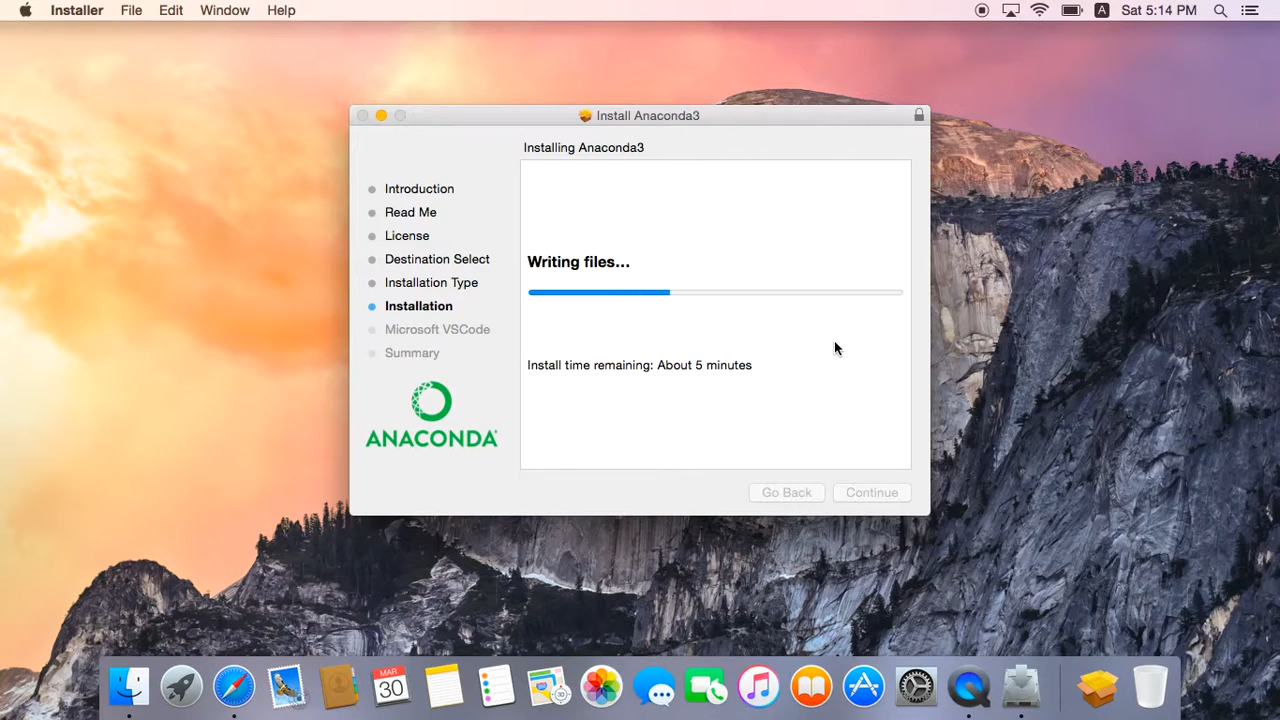 Installer File Edit Window Help
A Sat 5:14 PM
Install Anaconda3
Installing Anaconda3
Introduction
Read Me
License
Destination Select
Installation Type
Installation
Microsoft VSCode
Summary
ANACONDA®
Writing files...
Install time remaining: About 5 minutes
Go Back Continue
MAR
30